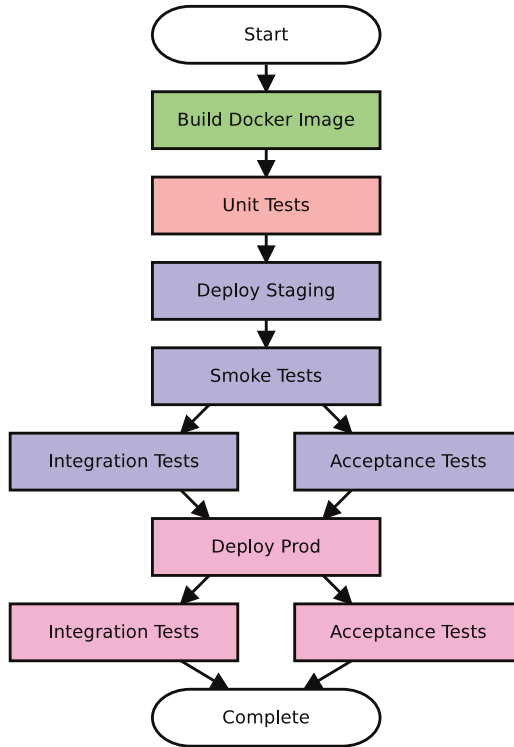 Start
Build Docker Image
Unit Tests
Deploy Staging
Smoke Tests
Integration Tests
Acceptance Tests
Deploy Prod
Integration Tests
Acceptance Tests
Complete